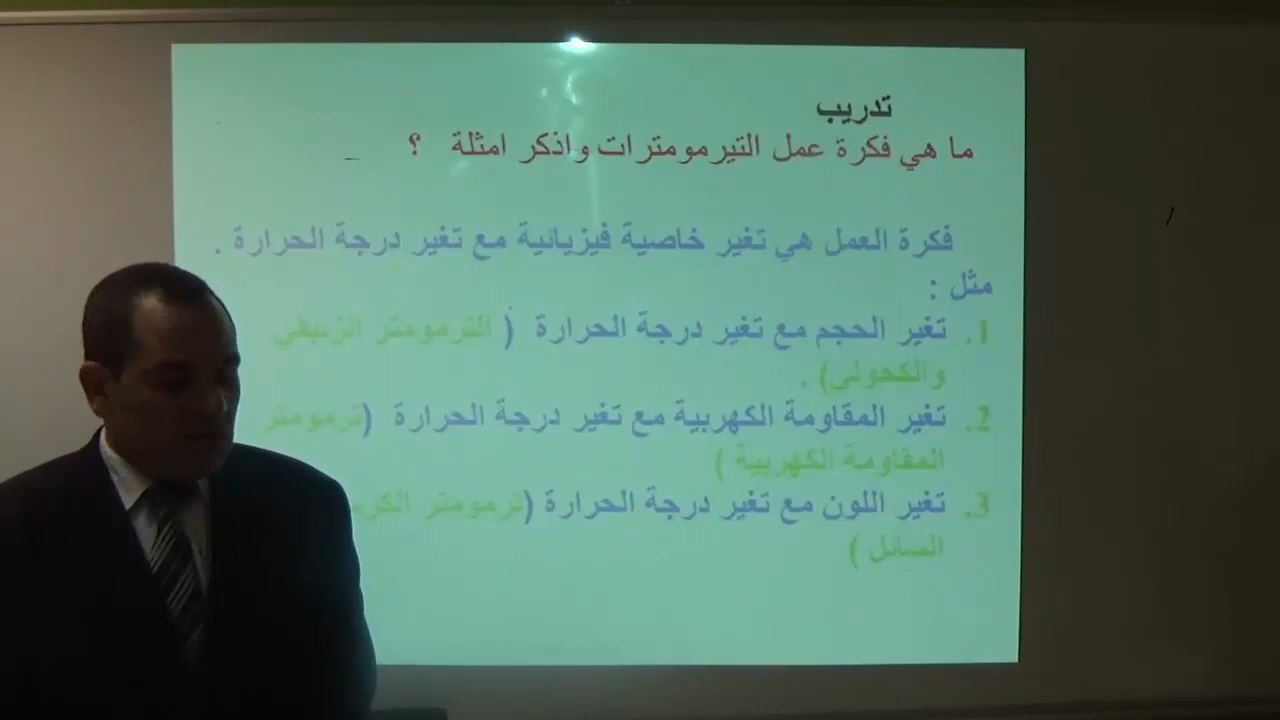 تدريب
ما هي فكرة عمل التيرمومترات واذكر امثلة ؟
فكرة العمل هي تغير خاصية فيزيائية مع تغير درجة الحرارة .
مثل :
1. تغير الحجم مع تغير درجة الحرارة ( الترمومتر الزئبقي
والكحولي) .
2. تغير المقاومة الكهربية مع تغير درجة الحرارة (ترمومتر
المقاومة الكهربية )
3. تغير اللون مع تغير درجة الحرارة (ترمومتر
السائل )